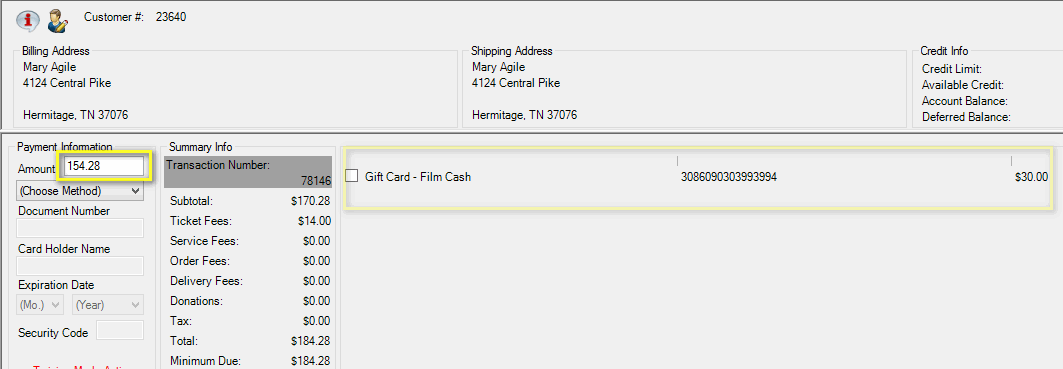 Customer #: 23640
Billing Address
Mary Agile
4124 Central Pike
Hermitage, TN 37076
Shipping Address
Mary Agile
4124 Central Pike
Hermitage, TN 37076
Credit Info
Credit Limit:
Available Credit:
Account Balance:
Deferred Balance:
Payment Information
Amount 154.28
(Choose Method)
Document Number
Card Holder Name
Expiration Date
(Mo.) (Year)
Security Code
Summary Info
Transaction Number:
78146
Subtotal: $170.28
Ticket Fees: $14.00
Service Fees: $0.00
Order Fees: $0.00
Delivery Fees: $0.00
Donations: $0.00
Tax: $0.00
Total: $184.28
Minimum Due: $184.28
Gift Card - Film Cash 3086090303993994 $30.00